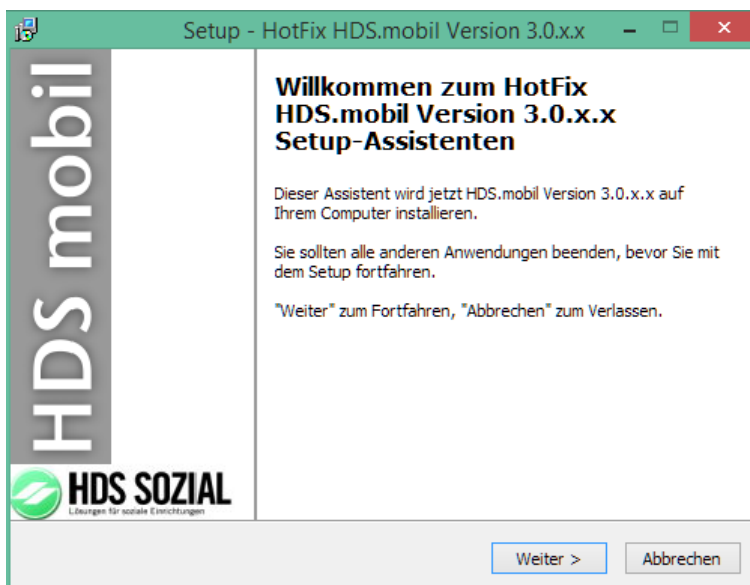 Setup - HotFix HDS.mobil Version 3.0.x.x
HDS mobil
Willkommen zum HotFix
HDS.mobil Version 3.0.x.x
Setup-Assistenten
Dieser Assistent wird jetzt HDS.mobil Version 3.0.x.x auf
Ihrem Computer installieren.
Sie sollten alle anderen Anwendungen beenden, bevor Sie mit
dem Setup fortfahren.
"Weiter" zum Fortfahren, "Abbrechen" zum Verlassen.
HDS SOZIAL
Lösungen für soziale Einrichtungen
Weiter >
Abbrechen